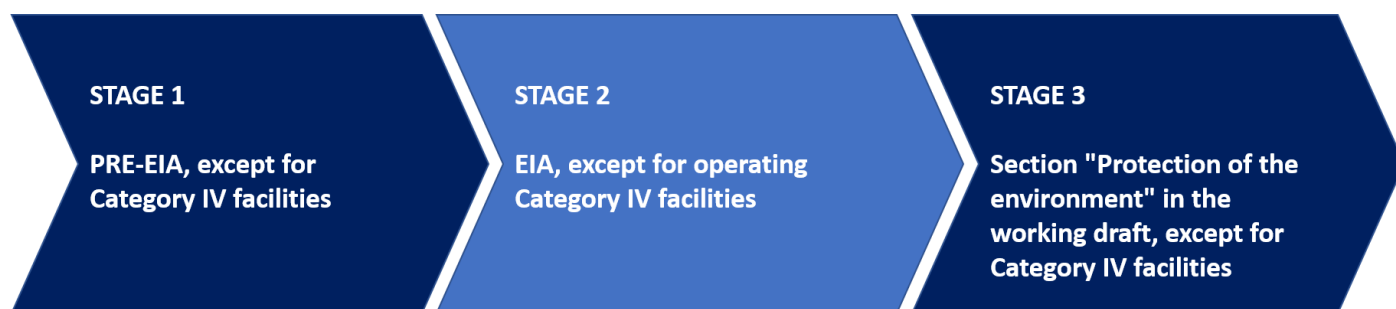 STAGE 1
PRE-EIA, except for
Category IV facilities
STAGE 2
EIA, except for operating
Category IV facilities
STAGE 3
Section "Protection of the
environment" in the
working draft, except for
Category IV facilities